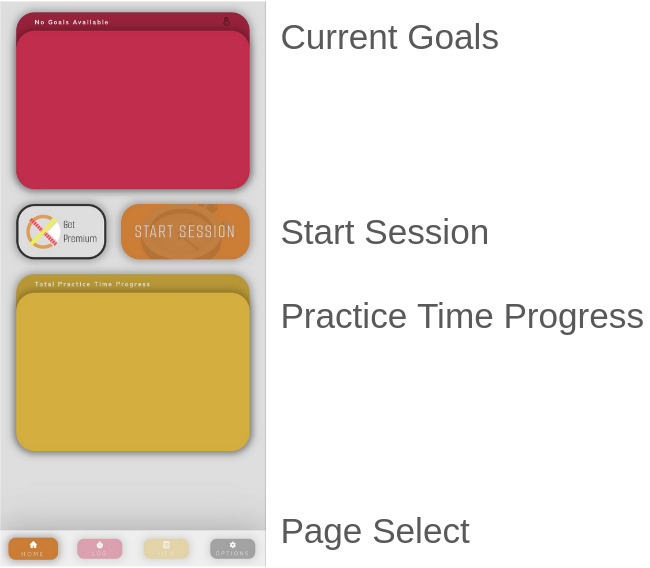 No Goals Available
Current Goals
Get
Premium
START SESSION
Start Session
Total Practice Time Progress
Practice Time Progress
Page Select
HOME
LOG
OPTIONS